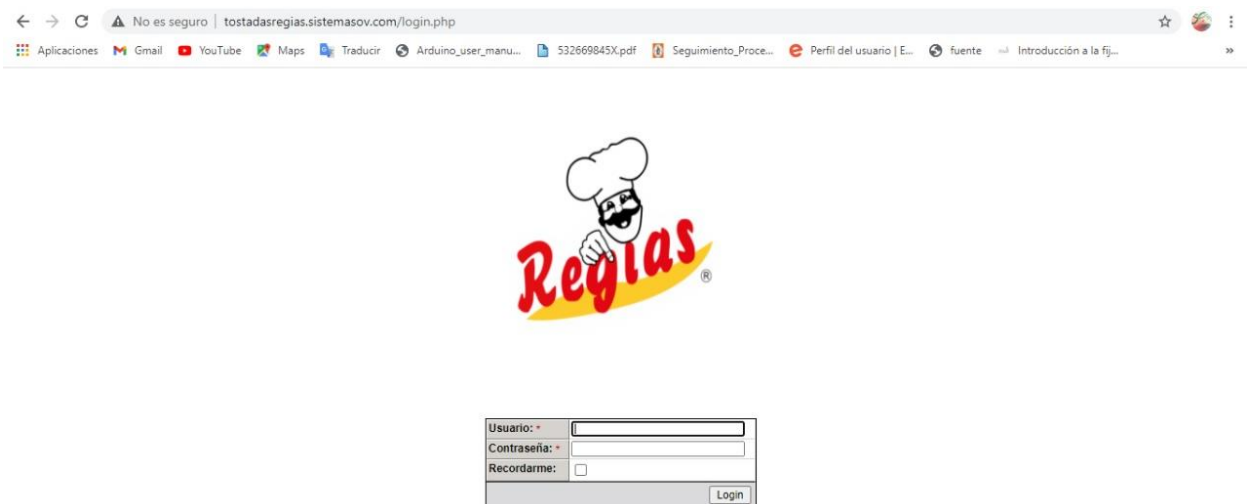 No es seguro | tostadasregias.sistemasov.com/login.php
Aplicaciones Gmail YouTube Maps Traducir Arduino_user_manu... 532669845X.pdf Seguimiento_Proce... Perfil del usuario | E... fuente Introducción a la fij... »
Regias ®
Usuario: *
Contraseña: *
Recordarme:
Login